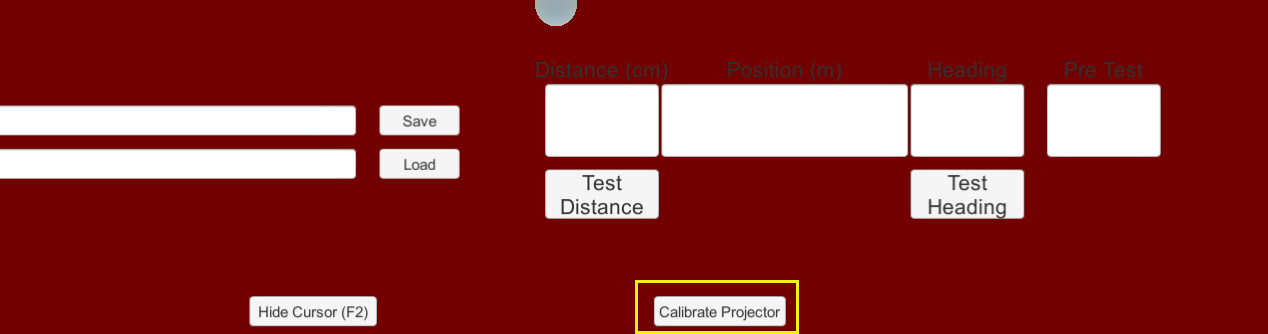 Distance (cm) Position (m) Heading Pre Test
Save
Load
Test
Distance
Test
Heading
Hide Cursor (F2)
Calibrate Projector